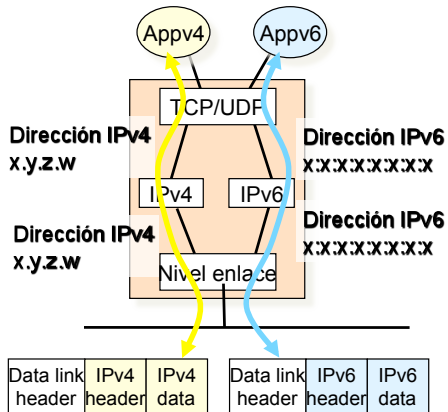 Appv4
Appv6
TCP/UDP
Dirección IPv4
x.y.z.w
Dirección IPv6
x:x:x:x:x:x:x:x
IPv4
IPv6
Dirección IPv4
x.y.z.w
Dirección IPv6
x:x:x:x:x:x:x:x
Nivel enlace
Data link
header
IPv4
header
IPv4
data
Data link
header
IPv6
header
IPv6
data